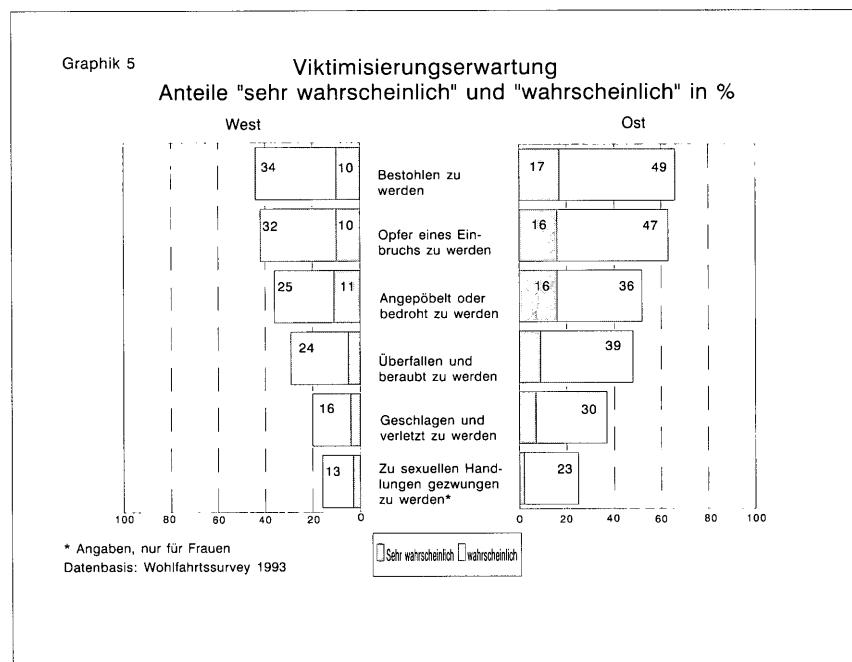 Graphik 5
Viktimisierungserwartung
Anteile "sehr wahrscheinlich" und "wahrscheinlich" in %
West
Ost
34 10 Bestohlen zu 17 49
werden
32 10 Opfer eines Ein- 16 47
bruchs zu werden
25 11 Angepöbelt oder 16 36
bedroht zu werden
24 Überfallen und 39
beraubt zu werden
16 Geschlagen und 30
verletzt zu werden
13 Zu sexuellen Hand- 23
lungen gezwungen
zu werden*
100 80 60 40 20 0 0 20 40 60 80 100
* Angaben, nur für Frauen
Sehr wahrscheinlich wahrscheinlich
Datenbasis: Wohlfahrtssurvey 1993